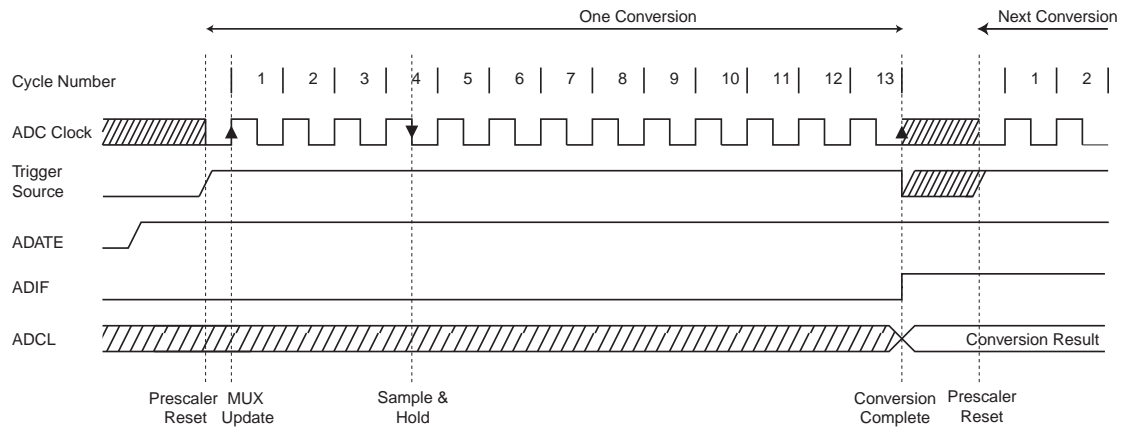 One Conversion Next Conversion
Cycle Number 1 2 3 4 5 6 7 8 9 10 11 12 13 1 2
ADC Clock
Trigger
Source
ADATE
ADIF
ADCL Conversion Result
Prescaler MUX Sample & Conversion Prescaler
Reset Update Hold Complete Reset